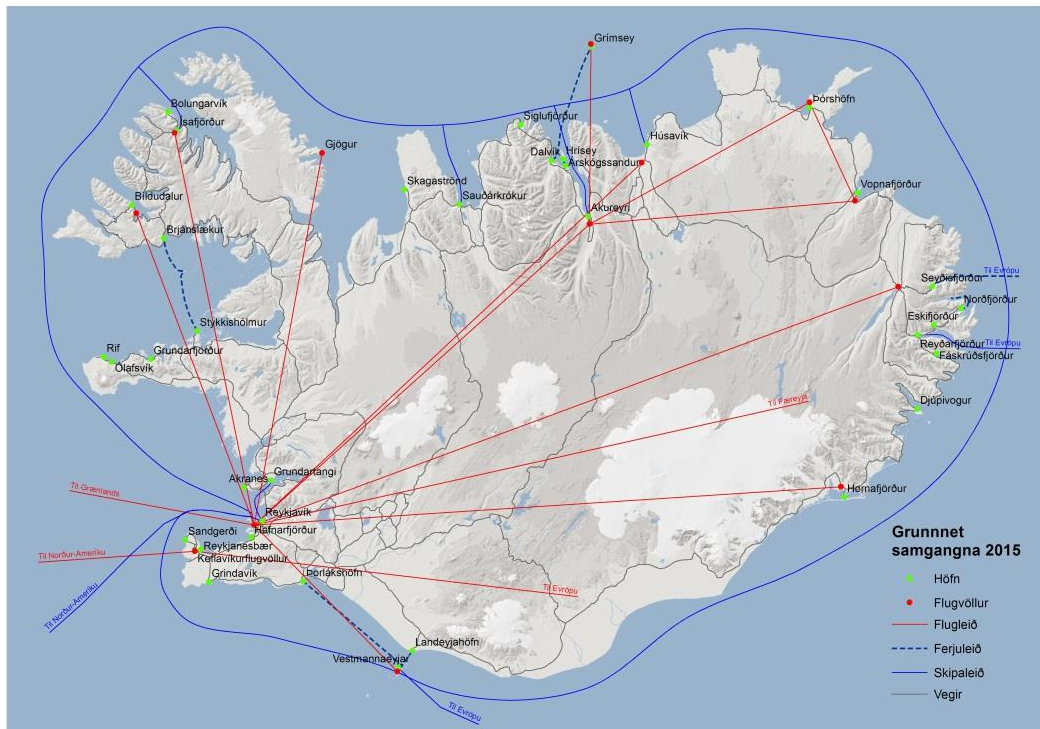 Grímsey
Bolungarvík
Ísafjörður
Siglufjörður
Þórshöfn
Gjögur
Húsavík
Dalvík
Hrísey
Árskógssandur
Skagaströnd
Sauðárkrókur
Vopnafjörður
Bíldudalur
Akureyri
Brjánslækur
Til Evrópu
Seyðisfjörður
Norðfjörður
Stykkishólmur
Eskifjörður
Rif
Grundarfjörður
Ólafsvík
Reyðarfjörður
Til Evrópu
Fáskrúðsfjörður
Til Færeyja
Djúpivogur
Grundartangi
Akranes
Til Grænlands
Hornafjörður
Reykjavík
Hafnarfjörður
Sandgerði
Reykjanesbær
Til Norður-Ameríku
Keflavíkurflugvöllur
Grindavík
Þorlákshöfn
Til Evrópu
Til Norður-Ameríku
Landeyjahöfn
Vestmannaeyjar
Til Evrópu
Grunnnet
samgangna 2015
Höfn
Flugvöllur
Flugleið
Ferjuleið
Skipaleið
Vegir